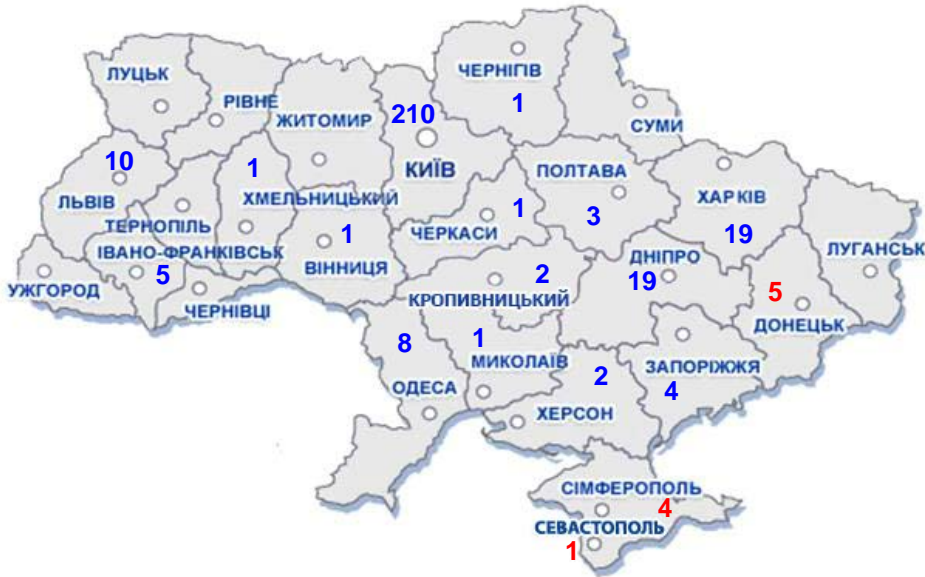 ЧЕРНІГІВ
1
ЛУЦЬК
РІВНЕ
ЖИТОМИР
210
СУМИ
КИЇВ
10
ЛЬВІВ
1
ХМЕЛЬНИЦЬКИЙ
ПОЛТАВА
3
ХАРКІВ
19
ТЕРНОПІЛЬ
1
ЧЕРКАСИ
ІВАНО-ФРАНКІВСЬК
5
1
ВІННИЦЯ
ЛУГАНСЬК
УЖГОРОД
ЧЕРНІВЦІ
2
КРОПИВНИЦЬКИЙ
ДНІПРО
19
5
ДОНЕЦЬК
8
ОДЕСА
1
МИКОЛАЇВ
2
ХЕРСОН
ЗАПОРІЖЖЯ
4
СІМФЕРОПОЛЬ
4
СЕВАСТОПОЛЬ
1